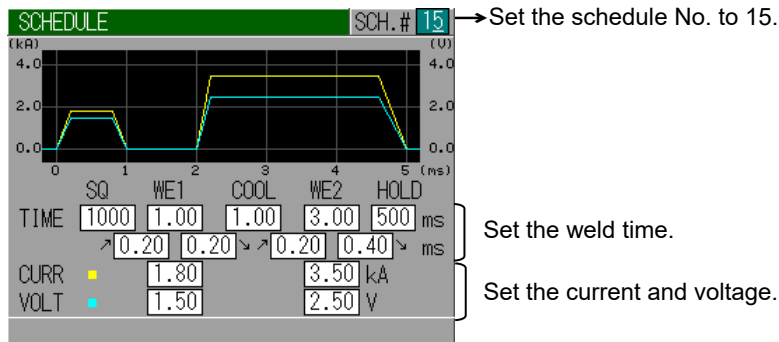 SCHEDULE SCH.# 15 → Set the schedule No. to 15.
(kA) (V)
4.0 4.0
2.0 2.0
0.0 0.0
0 1 2 3 4 5 (ms)
SQ WE1 COOL WE2 HOLD
TIME 1000 1.00 1.00 3.00 500 ms
↗ 0.20 0.20 ↘ ↗ 0.20 0.40 ↘ ms
Set the weld time.
CURR 1.80 3.50 kA
VOLT 1.50 2.50 V
Set the current and voltage.